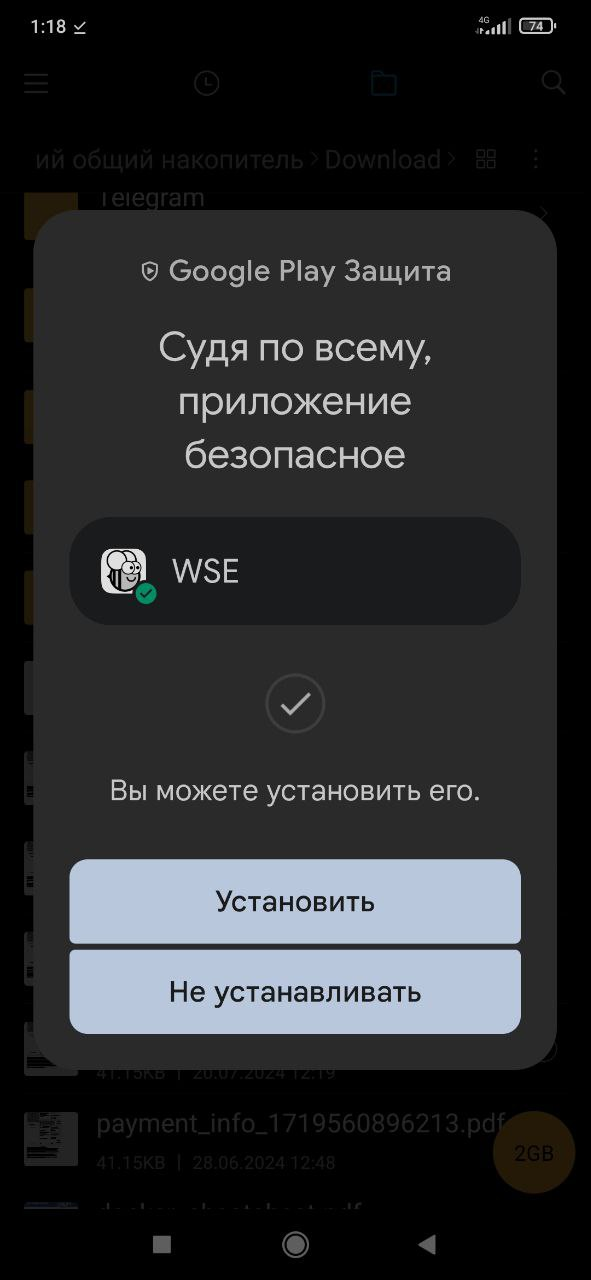 1:18
4G
74
ий общий накопитель
Download
Telegram
Google Play Защита
Судя по всему,
приложение
безопасное
WSE
Вы можете установить его.
Установить
Не устанавливать
41.15KB | 20.07.2024 12:19
payment_info_1719560896213.pdf
41.15KB | 28.06.2024 12:48
2GB